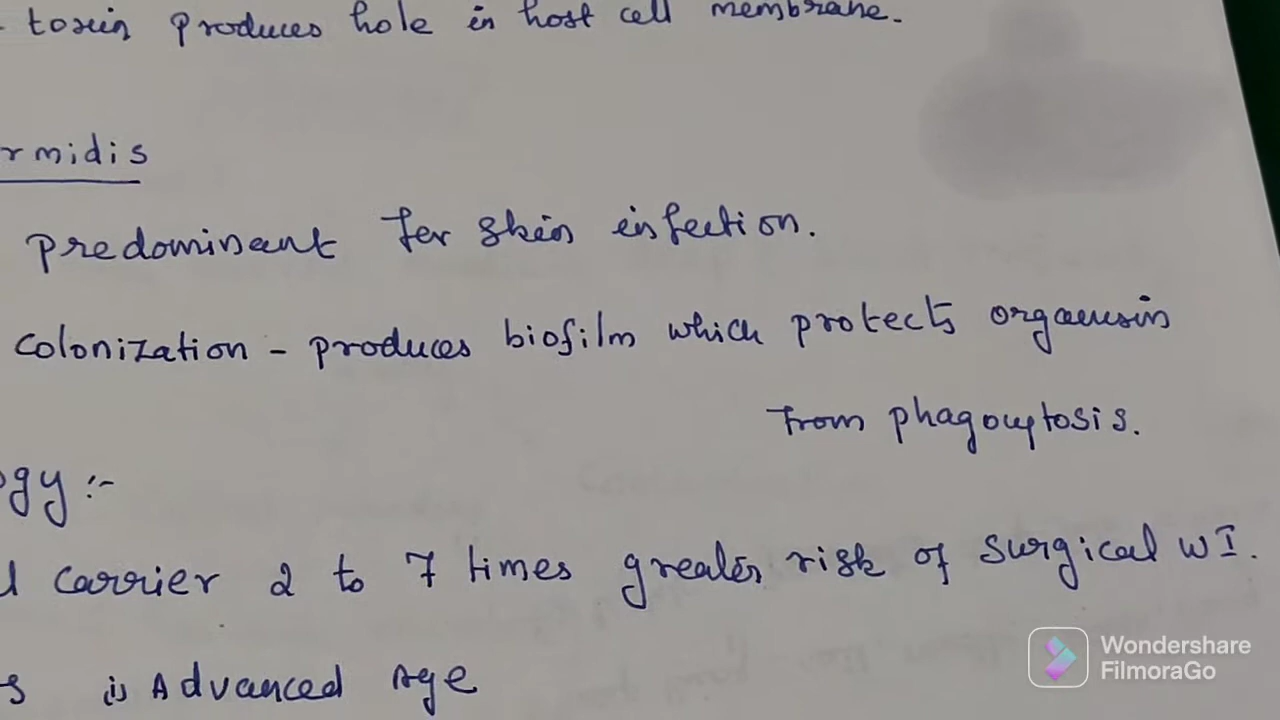 toxin produces hole in host cell membrane.
rmidis
predominant for skin infection.
colonization - produces biofilm which protects organism
from phagocytosis.
ogy :-
l carrier 2 to 7 times greater risk of surgical WI.
s is Advanced Age
Wondershare
FilmoraGo